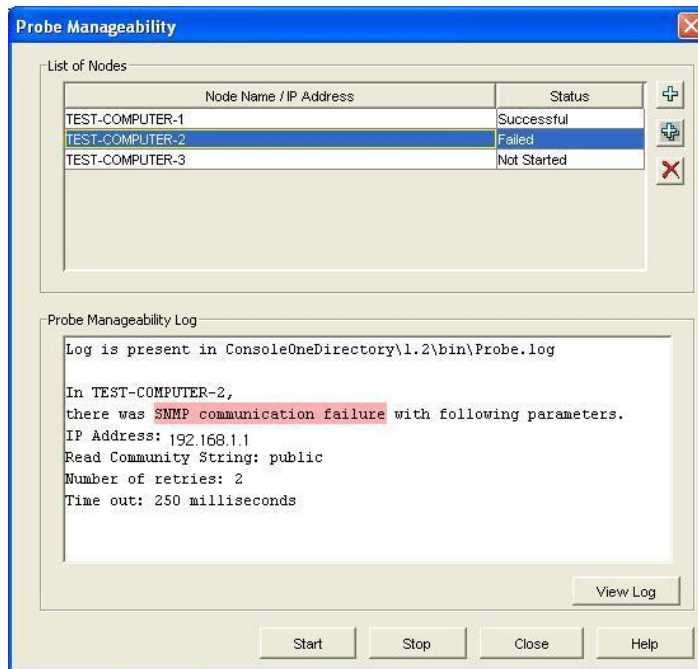 Probe Manageability
List of Nodes
Node Name / IP Address Status
TEST-COMPUTER-1 Successful
TEST-COMPUTER-2 Failed
TEST-COMPUTER-3 Not Started
Probe Manageability Log
Log is present in ConsoleOneDirectory\1.2\bin\Probe.log
In TEST-COMPUTER-2,
there was SNMP communication failure with following parameters.
IP Address: 192.168.1.1
Read Community String: public
Number of retries: 2
Time out: 250 milliseconds
View Log
Start Stop Close Help